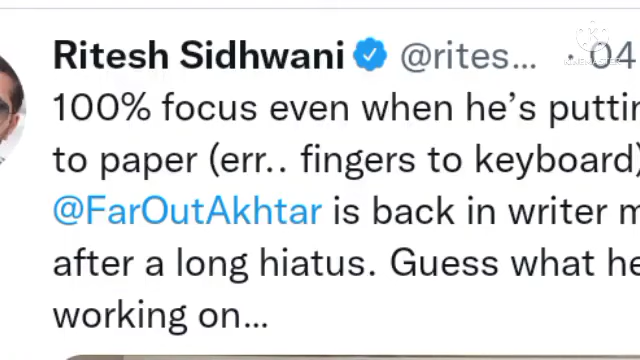 Ritesh Sidhwani @rites... · 04
100% focus even when he's puttin
to paper (err.. fingers to keyboard)
@FarOutAkhtar is back in writer m
after a long hiatus. Guess what he
working on...
KINEMASTER